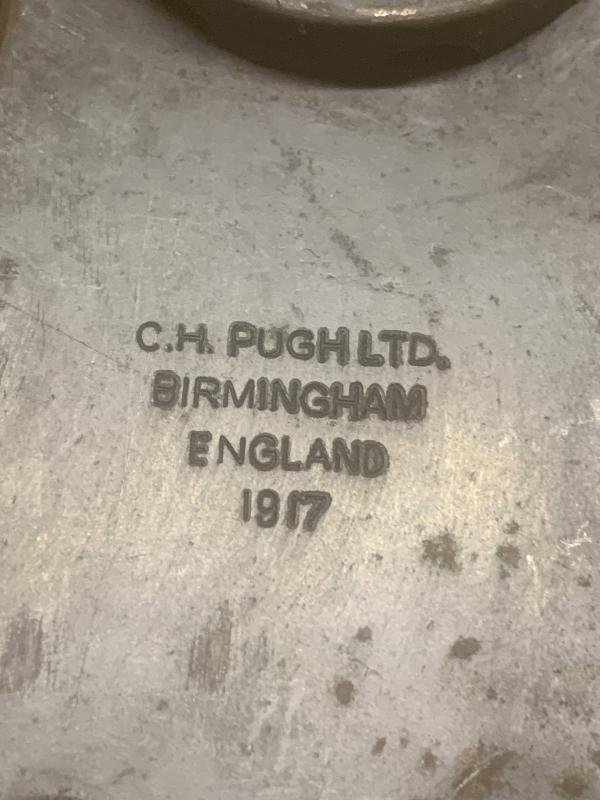 C.H. PUGH LTD.
BIRMINGHAM
ENGLAND
1917